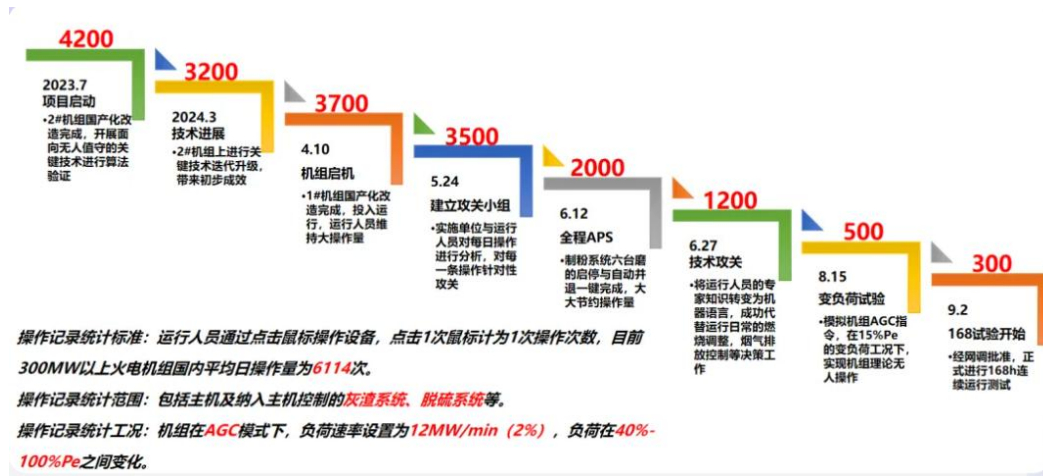 4200
2023.7
项目启动
•2#机组国产化改
造完成，开展面
向无人值守的关
键技术进行算法
验证
3200
2024.3
技术进展
•2#机组上进行关
键技术迭代升级，
带来初步成效
3700
4.10
机组启机
•1#机组国产化改
造完成，投入运
行，运行人员维
持大操作量
3500
5.24
建立攻关小组
•实施单位与运行
人员对每日操作
进行分析，对每
一条操作针对性
攻关
2000
6.12
全程APS
•制粉系统六台磨
的启停与自动并
退一键完成，大
大节约操作量
1200
6.27
技术攻关
•将运行人员的专
家知识转变为机
器语言，成功代
替运行日常的燃
烧调整，烟气排
放控制等决策工
作
500
8.15
变负荷试验
•模拟机组AGC指
令，在15%Pe
的变负荷工况下，
实现机组理论无
人操作
300
9.2
168试验开始
•经网调批准，正
式进行168h连
续运行测试
操作记录统计标准：运行人员通过点击鼠标操作设备，点击1次鼠标计为1次操作次数，目前
300MW以上火电机组国内平均日操作量为6114次。
操作记录统计范围：包括主机及纳入主机控制的灰渣系统、脱硫系统等。
操作记录统计工况：机组在AGC模式下，负荷速率设置为12MW/min（2%），负荷在40%-
100%Pe之间变化。